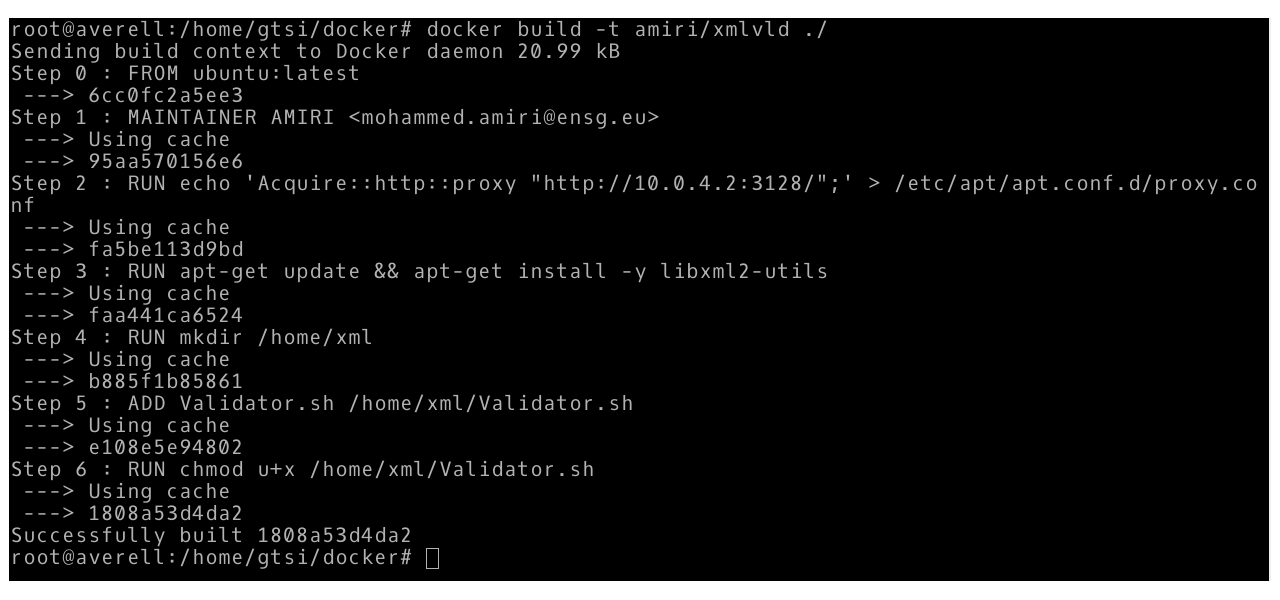 root@averell:/home/gtsi/docker# docker build -t amiri/xmlvld ./
Sending build context to Docker daemon 20.99 kB
Step 0 : FROM ubuntu:latest
 ---> 6cc0fc2a5ee3
Step 1 : MAINTAINER AMIRI <mohammed.amiri@ensg.eu>
 ---> Using cache
 ---> 95aa570156e6
Step 2 : RUN echo 'Acquire::http::proxy "http://10.0.4.2:3128/";' > /etc/apt/apt.conf.d/proxy.co
nf
 ---> Using cache
 ---> fa5be113d9bd
Step 3 : RUN apt-get update && apt-get install -y libxml2-utils
 ---> Using cache
 ---> faa441ca6524
Step 4 : RUN mkdir /home/xml
 ---> Using cache
 ---> b885f1b85861
Step 5 : ADD Validator.sh /home/xml/Validator.sh
 ---> Using cache
 ---> e108e5e94802
Step 6 : RUN chmod u+x /home/xml/Validator.sh
 ---> Using cache
 ---> 1808a53d4da2
Successfully built 1808a53d4da2
root@averell:/home/gtsi/docker#